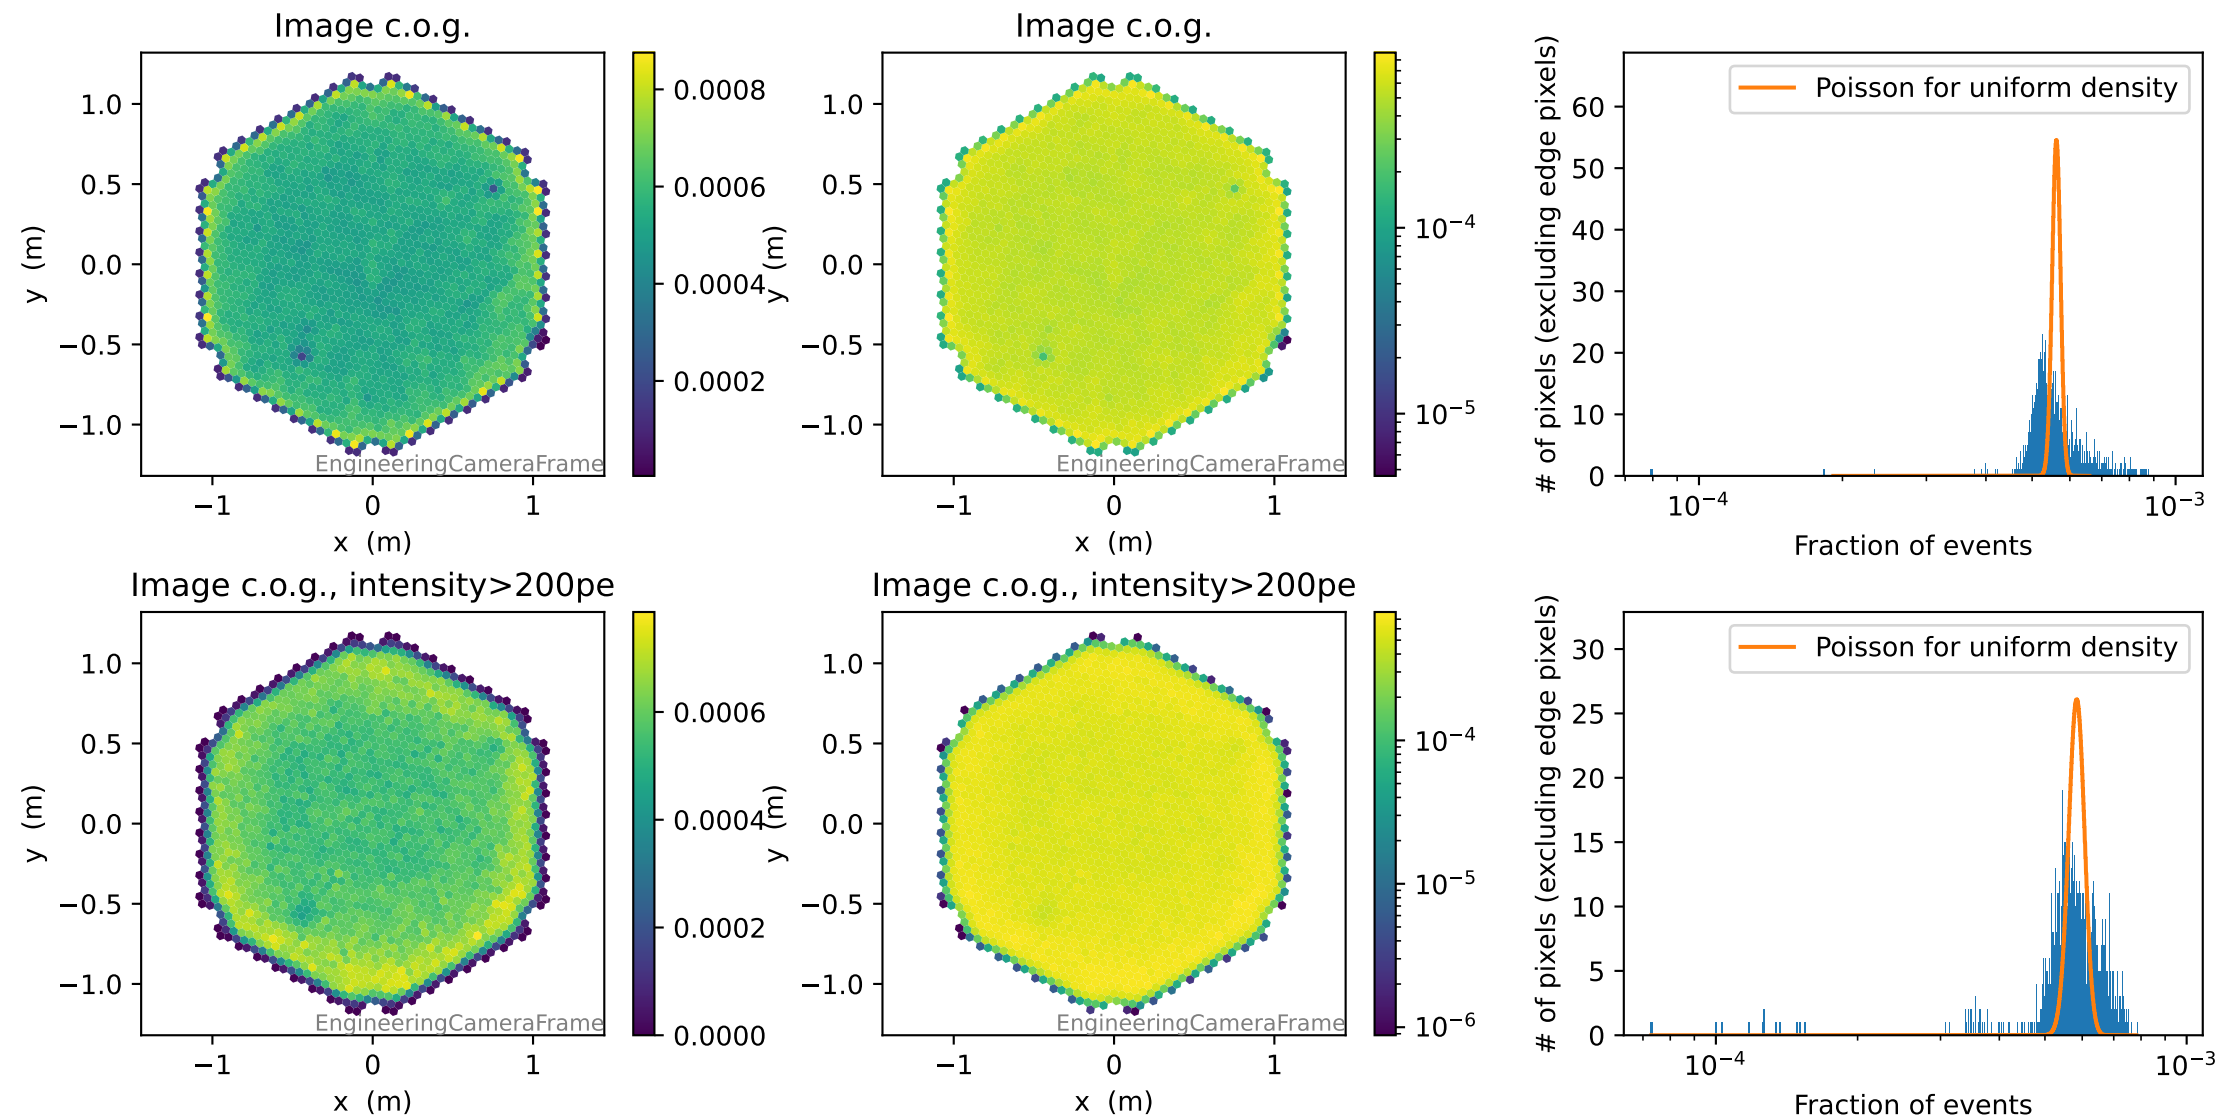 Image c.o.g.
1.0
0.5
0.0
−0.5
−1.0
y (m)
−1 0 1
x (m)
EngineeringCameraFrame
0.0008
0.0006
0.0004
0.0002
Image c.o.g.
1.0
0.5
0.0
−0.5
−1.0
y (m)
−1 0 1
x (m)
EngineeringCameraFrame
10⁻⁴
10⁻⁵
# of pixels (excluding edge pixels)
60
50
40
30
20
10
0
Poisson for uniform density
10⁻⁴ 10⁻³
Fraction of events
Image c.o.g., intensity>200pe
1.0
0.5
0.0
−0.5
−1.0
y (m)
−1 0 1
x (m)
EngineeringCameraFrame
0.0006
0.0004
0.0002
0.0000
Image c.o.g., intensity>200pe
1.0
0.5
0.0
−0.5
−1.0
y (m)
−1 0 1
x (m)
EngineeringCameraFrame
10⁻⁴
10⁻⁵
10⁻⁶
# of pixels (excluding edge pixels)
30
25
20
15
10
5
0
Poisson for uniform density
10⁻⁴ 10⁻³
Fraction of events